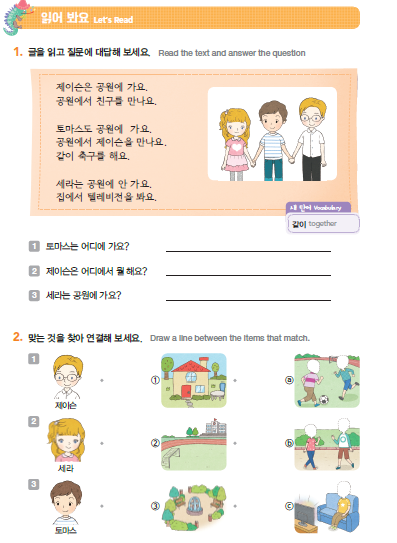 읽어 봐요 Let's Read
1. 글을 읽고 질문에 대답해 보세요. Read the text and answer the question
제이슨은 공원에 가요.
공원에서 친구를 만나요.
토마스도 공원에 가요.
공원에서 제이슨을 만나요.
같이 축구를 해요.
세라는 공원에 안 가요.
집에서 텔레비전을 봐요.
새 단어 Vocabulary
같이 together
1 토마스는 어디에 가요?
2 제이슨은 어디에서 뭘 해요?
3 세라는 공원에 가요?
2. 맞는 것을 찾아 연결해 보세요. Draw a line between the items that match.
1 ① ⓐ
제이슨
2 ② ⓑ
세라
3 ③ ⓒ
토마스